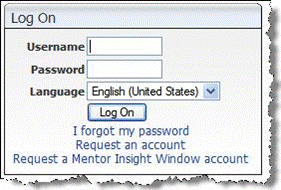 Log On
Username
Password
Language English (United States)
Log On
I forgot my password
Request an account
Request a Mentor Insight Window account